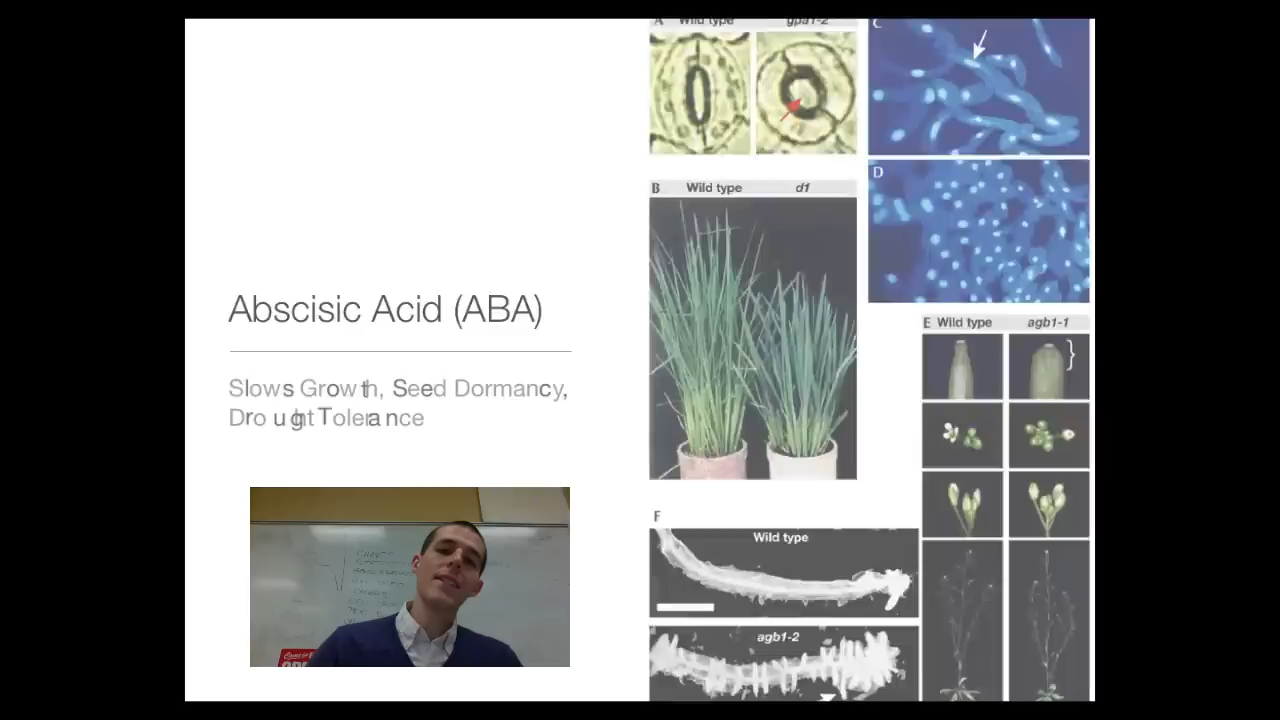 Abscisic Acid (ABA)
Slows Growth, Seed Dormancy,
Drought Tolerance
A Wild type gpa1-2
C
B Wild type d1
D
E Wild type agb1-1
F
Wild type
agb1-2